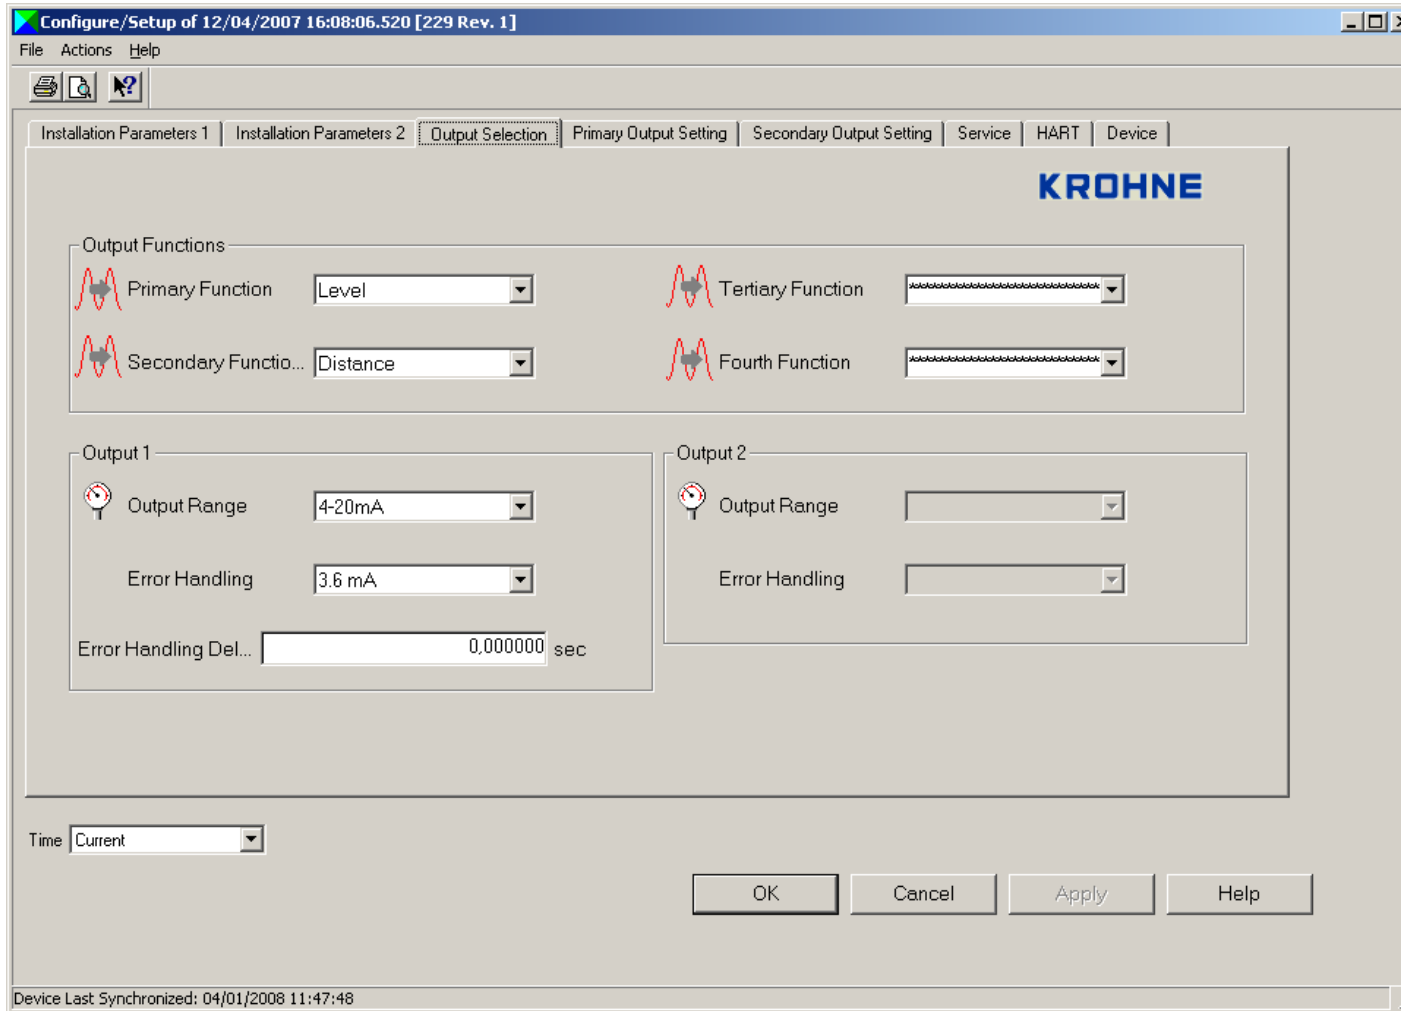 Configure/Setup of 12/04/2007 16:08:06.520 [229 Rev. 1]
File Actions Help
Installation Parameters 1 Installation Parameters 2 Output Selection Primary Output Setting Secondary Output Setting Service HART Device
KROHNE
Output Functions
Primary Function Level Tertiary Function ******************************
Secondary Functio... Distance Fourth Function ******************************
Output 1 Output 2
Output Range 4-20mA Output Range
Error Handling 3.6 mA Error Handling
Error Handling Del... 0,000000 sec
Time Current
OK Cancel Apply Help
Device Last Synchronized: 04/01/2008 11:47:48